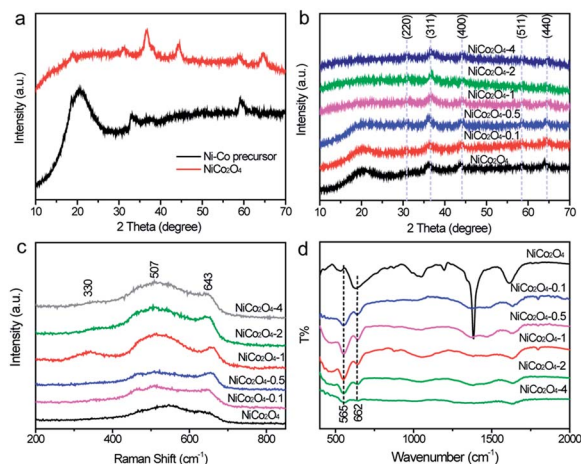 a
Intensity (a.u.)
Ni-Co precursor
NiCo₂O₄
10 20 30 40 50 60 70
2 Theta (degree)
b
(220) (311) (400) (511) (440)
Intensity (a.u.)
NiCo₂O₄-4
NiCo₂O₄-2
NiCo₂O₄-1
NiCo₂O₄-0.5
NiCo₂O₄-0.1
NiCo₂O₄
10 20 30 40 50 60 70
2 Theta (degree)
c
330 507 643
Intensity (a.u.)
NiCo₂O₄-4
NiCo₂O₄-2
NiCo₂O₄-1
NiCo₂O₄-0.5
NiCo₂O₄-0.1
NiCo₂O₄
200 400 600 800
Raman Shift (cm⁻¹)
d
T%
NiCo₂O₄
NiCo₂O₄-0.1
NiCo₂O₄-0.5
NiCo₂O₄-1
NiCo₂O₄-2
NiCo₂O₄-4
565 662
500 1000 1500 2000
Wavenumber (cm⁻¹)